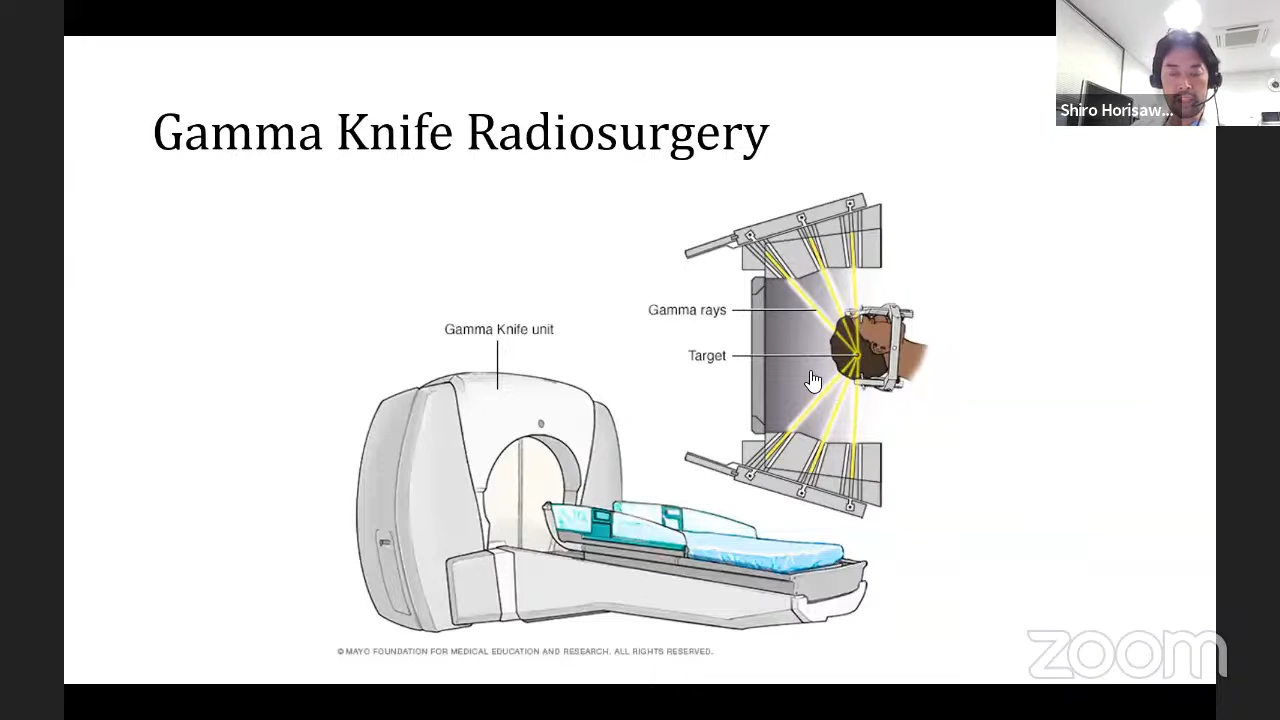 Gamma Knife Radiosurgery
Shiro Horisaw...
Gamma rays
Gamma Knife unit
Target
© MAYO FOUNDATION FOR MEDICAL EDUCATION AND RESEARCH. ALL RIGHTS RESERVED.
zoom